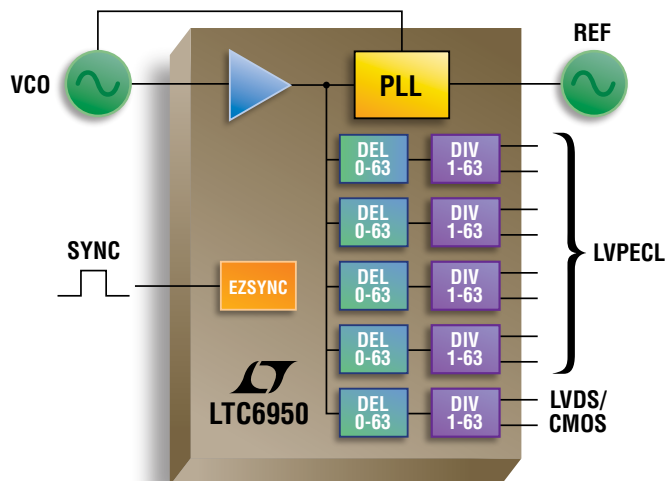 REF
VCO
PLL
DEL
0-63
DIV
1-63
DEL
0-63
DIV
1-63
SYNC
LVPECL
EZSYNC
DEL
0-63
DIV
1-63
DEL
0-63
DIV
1-63
LTC6950
DEL
0-63
DIV
1-63
LVDS/
CMOS